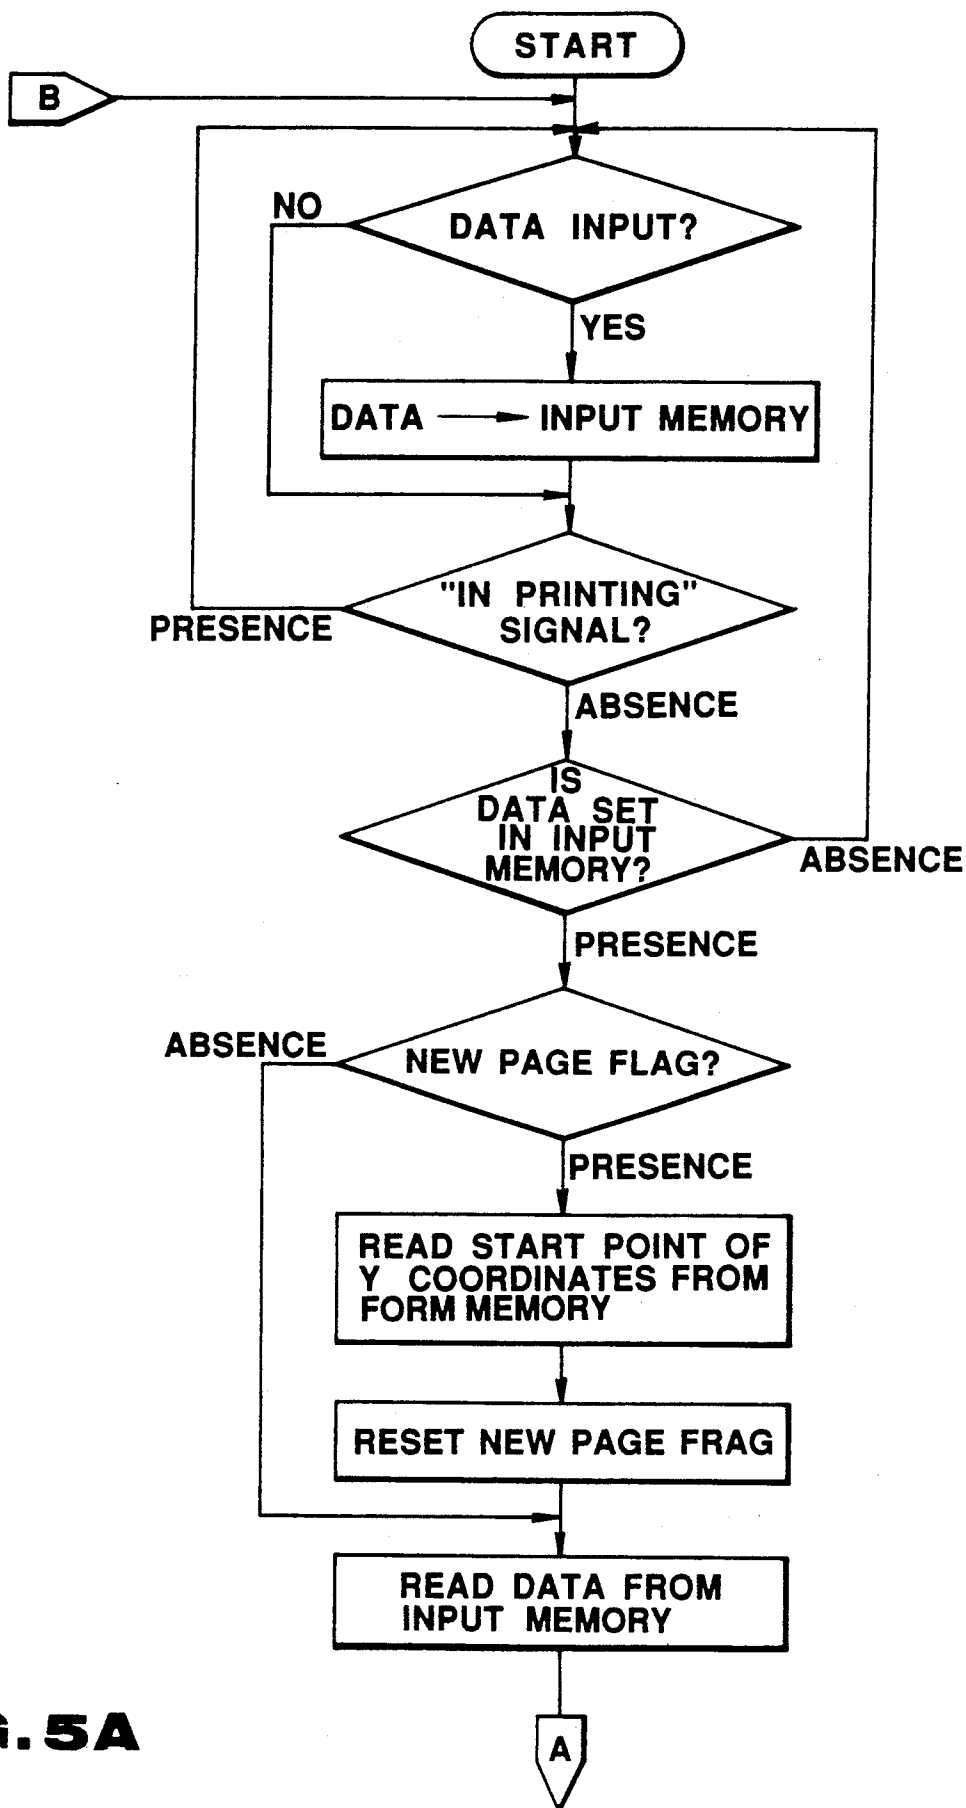 START
B
NO
DATA INPUT?
YES
DATA → INPUT MEMORY
"IN PRINTING"
SIGNAL?
PRESENCE
ABSENCE
IS
DATA SET
IN INPUT
MEMORY?
ABSENCE
PRESENCE
ABSENCE
NEW PAGE FLAG?
PRESENCE
READ START POINT OF
Y COORDINATES FROM
FORM MEMORY
RESET NEW PAGE FRAG
READ DATA FROM
INPUT MEMORY
G. 5A
A